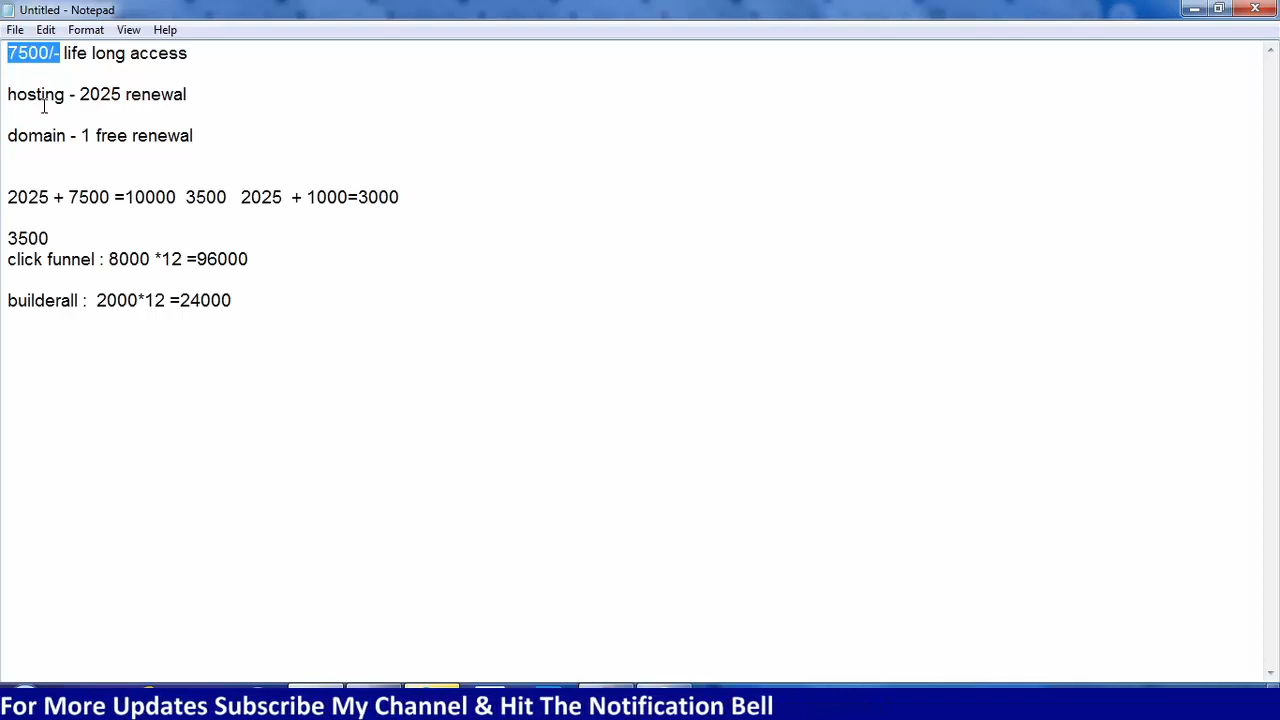 Untitled - Notepad
File Edit Format View Help
7500/- life long access
hosting - 2025 renewal
domain - 1 free renewal
2025 + 7500 =10000  3500   2025  + 1000=3000
3500
click funnel : 8000 *12 =96000
builderall :  2000*12 =24000
For More Updates Subscribe My Channel & Hit The Notification Bell